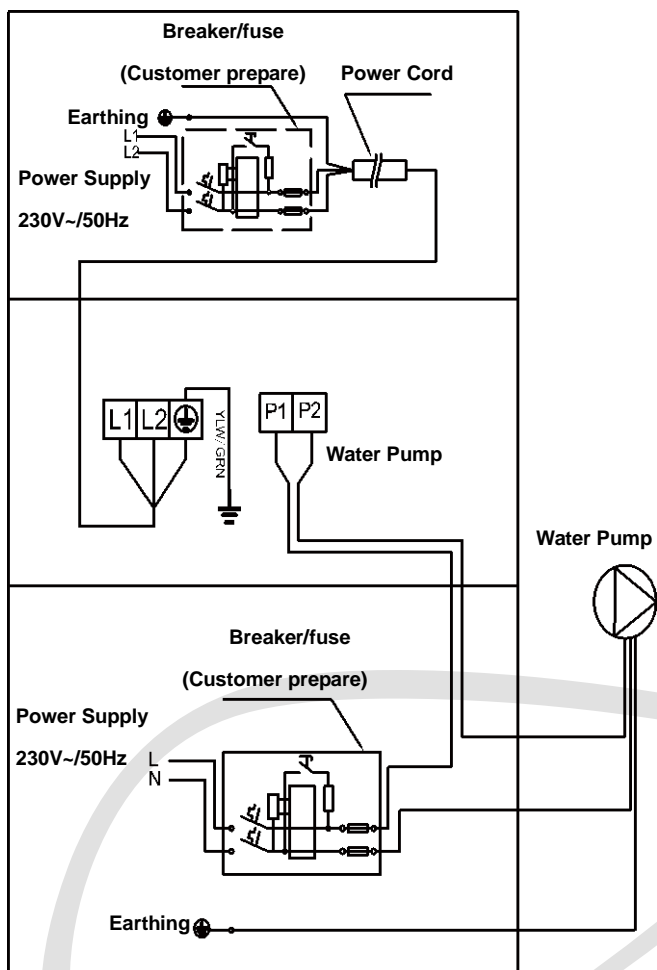 Breaker/fuse
(Customer prepare)
Power Cord
Earthing
L1
L2
Power Supply
230V~/50Hz
L1 L2
YLW/GRN
P1 P2
Water Pump
Water Pump
Breaker/fuse
(Customer prepare)
Power Supply
230V~/50Hz
L
N
Earthing